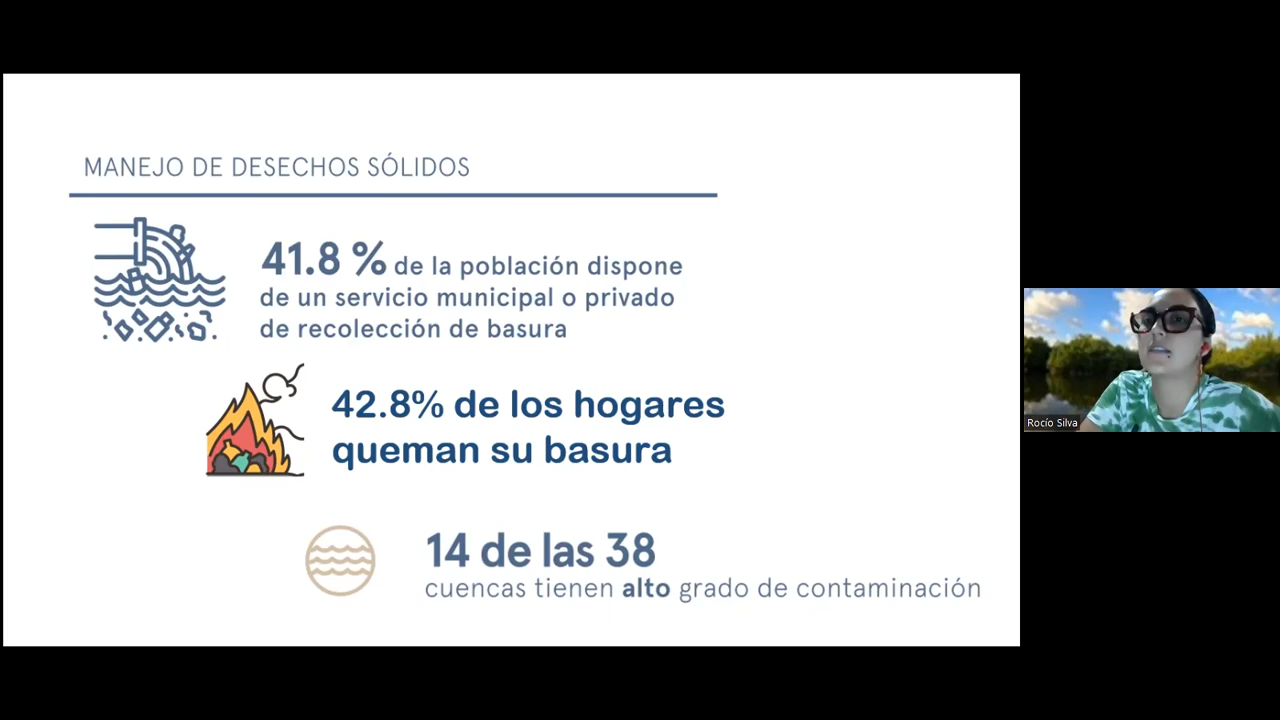 MANEJO DE DESECHOS SÓLIDOS
41.8 % de la población dispone
de un servicio municipal o privado
de recolección de basura
42.8% de los hogares
queman su basura
14 de las 38
cuencas tienen alto grado de contaminación
Rocío Silva